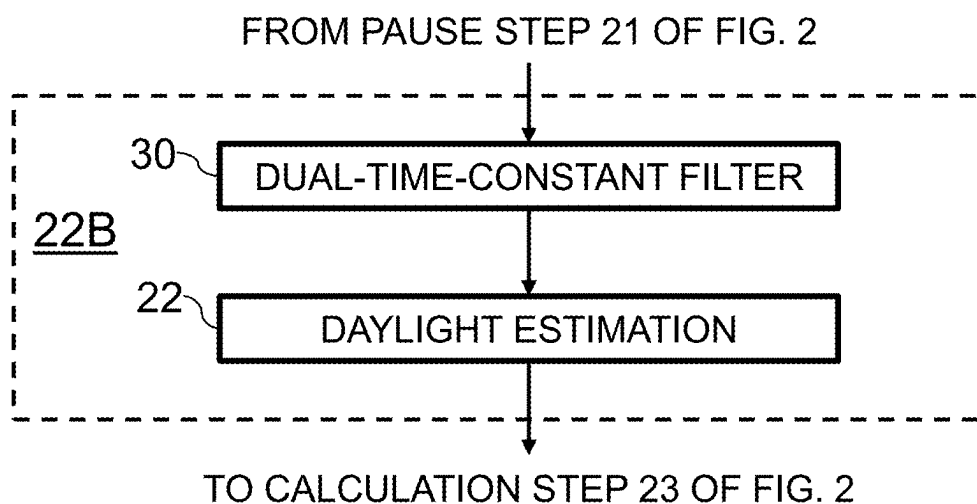 FROM PAUSE STEP 21 OF FIG. 2
30
DUAL-TIME-CONSTANT FILTER
22B
22
DAYLIGHT ESTIMATION
TO CALCULATION STEP 23 OF FIG. 2